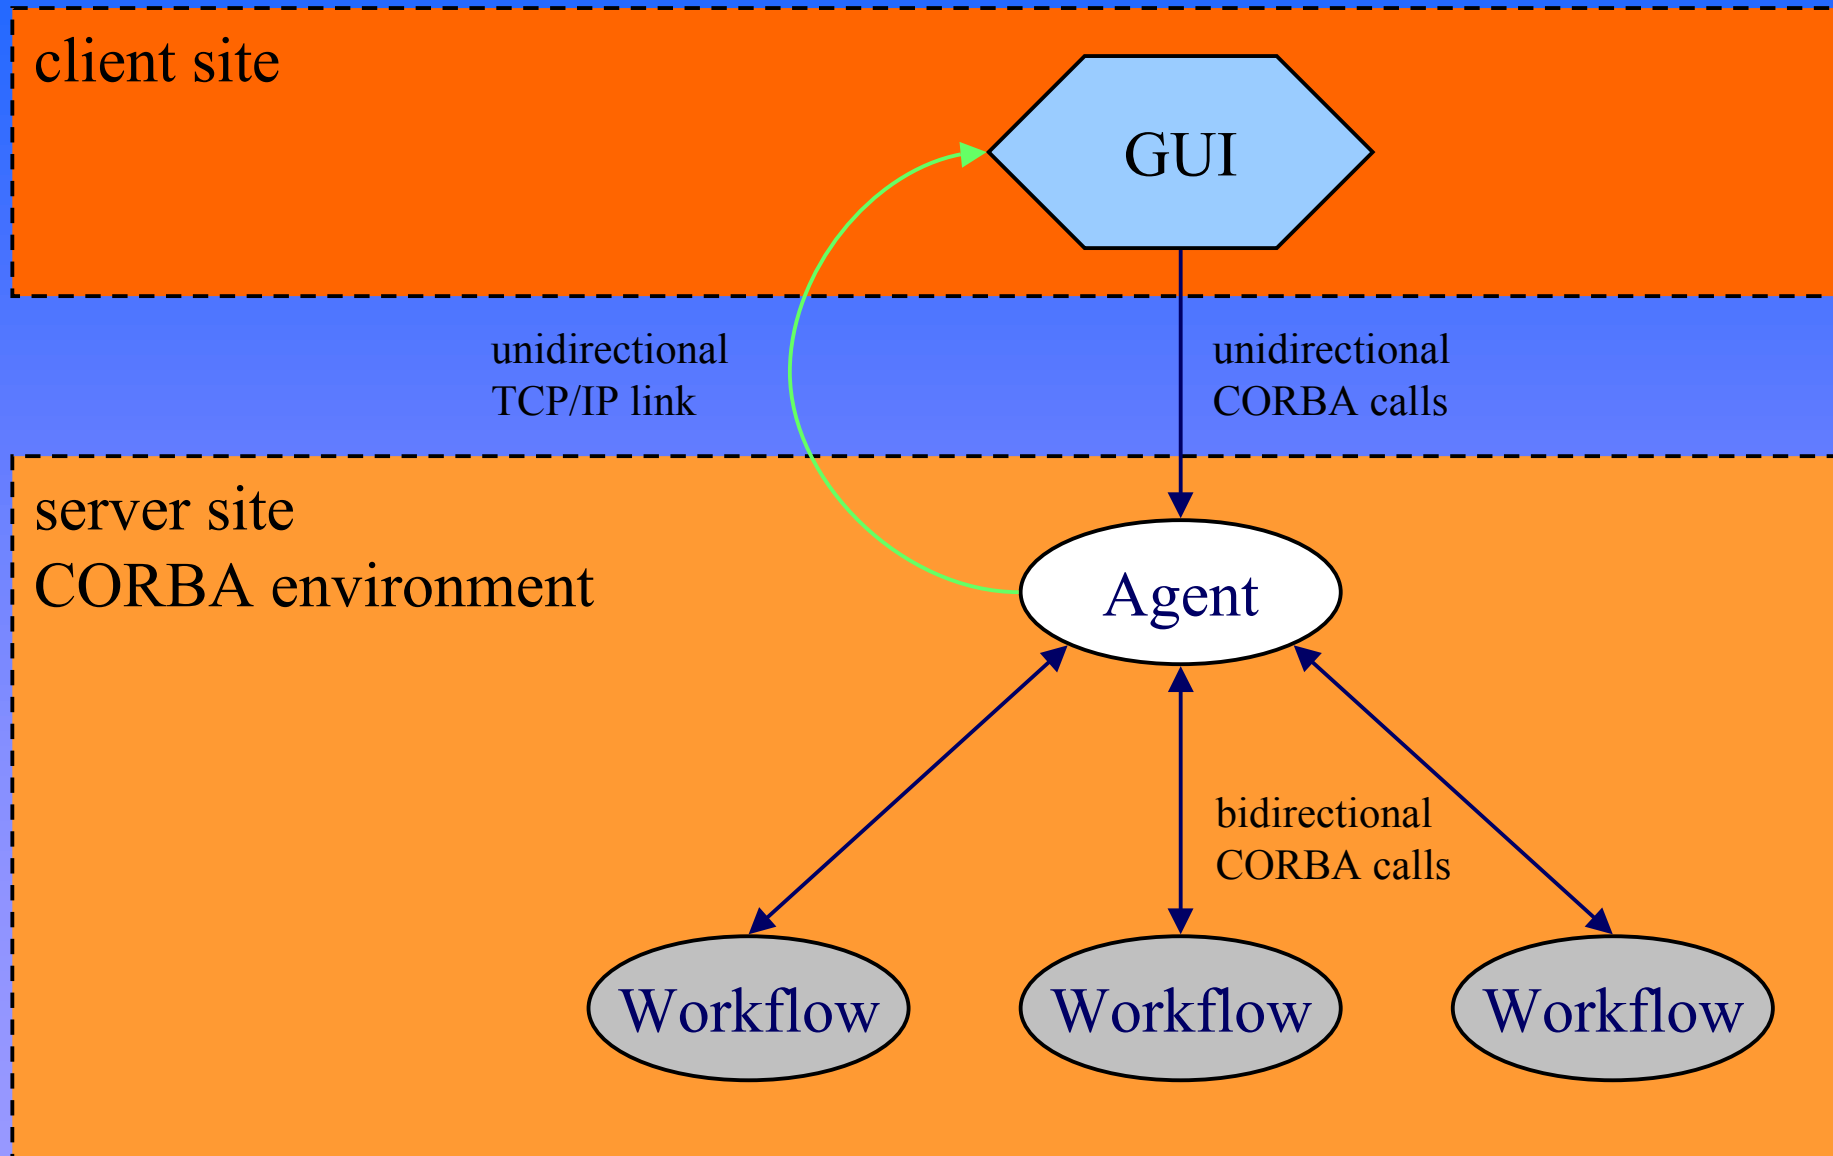 client site
GUI
unidirectional
TCP/IP link
unidirectional
CORBA calls
server site
CORBA environment
Agent
bidirectional
CORBA calls
Workflow
Workflow
Workflow